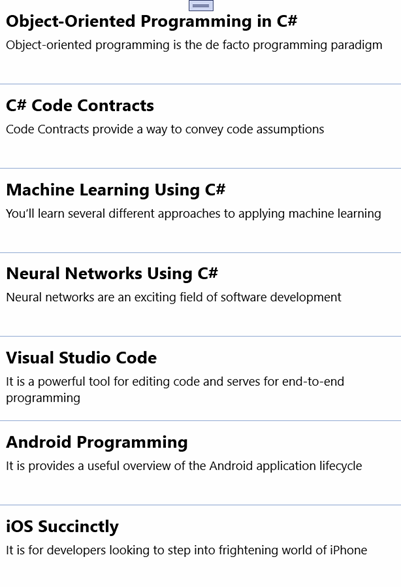 Object-Oriented Programming in C#
Object-oriented programming is the de facto programming paradigm
C# Code Contracts
Code Contracts provide a way to convey code assumptions
Machine Learning Using C#
You'll learn several different approaches to applying machine learning
Neural Networks Using C#
Neural networks are an exciting field of software development
Visual Studio Code
It is a powerful tool for editing code and serves for end-to-end
programming
Android Programming
It is provides a useful overview of the Android application lifecycle
iOS Succinctly
It is for developers looking to step into frightening world of iPhone